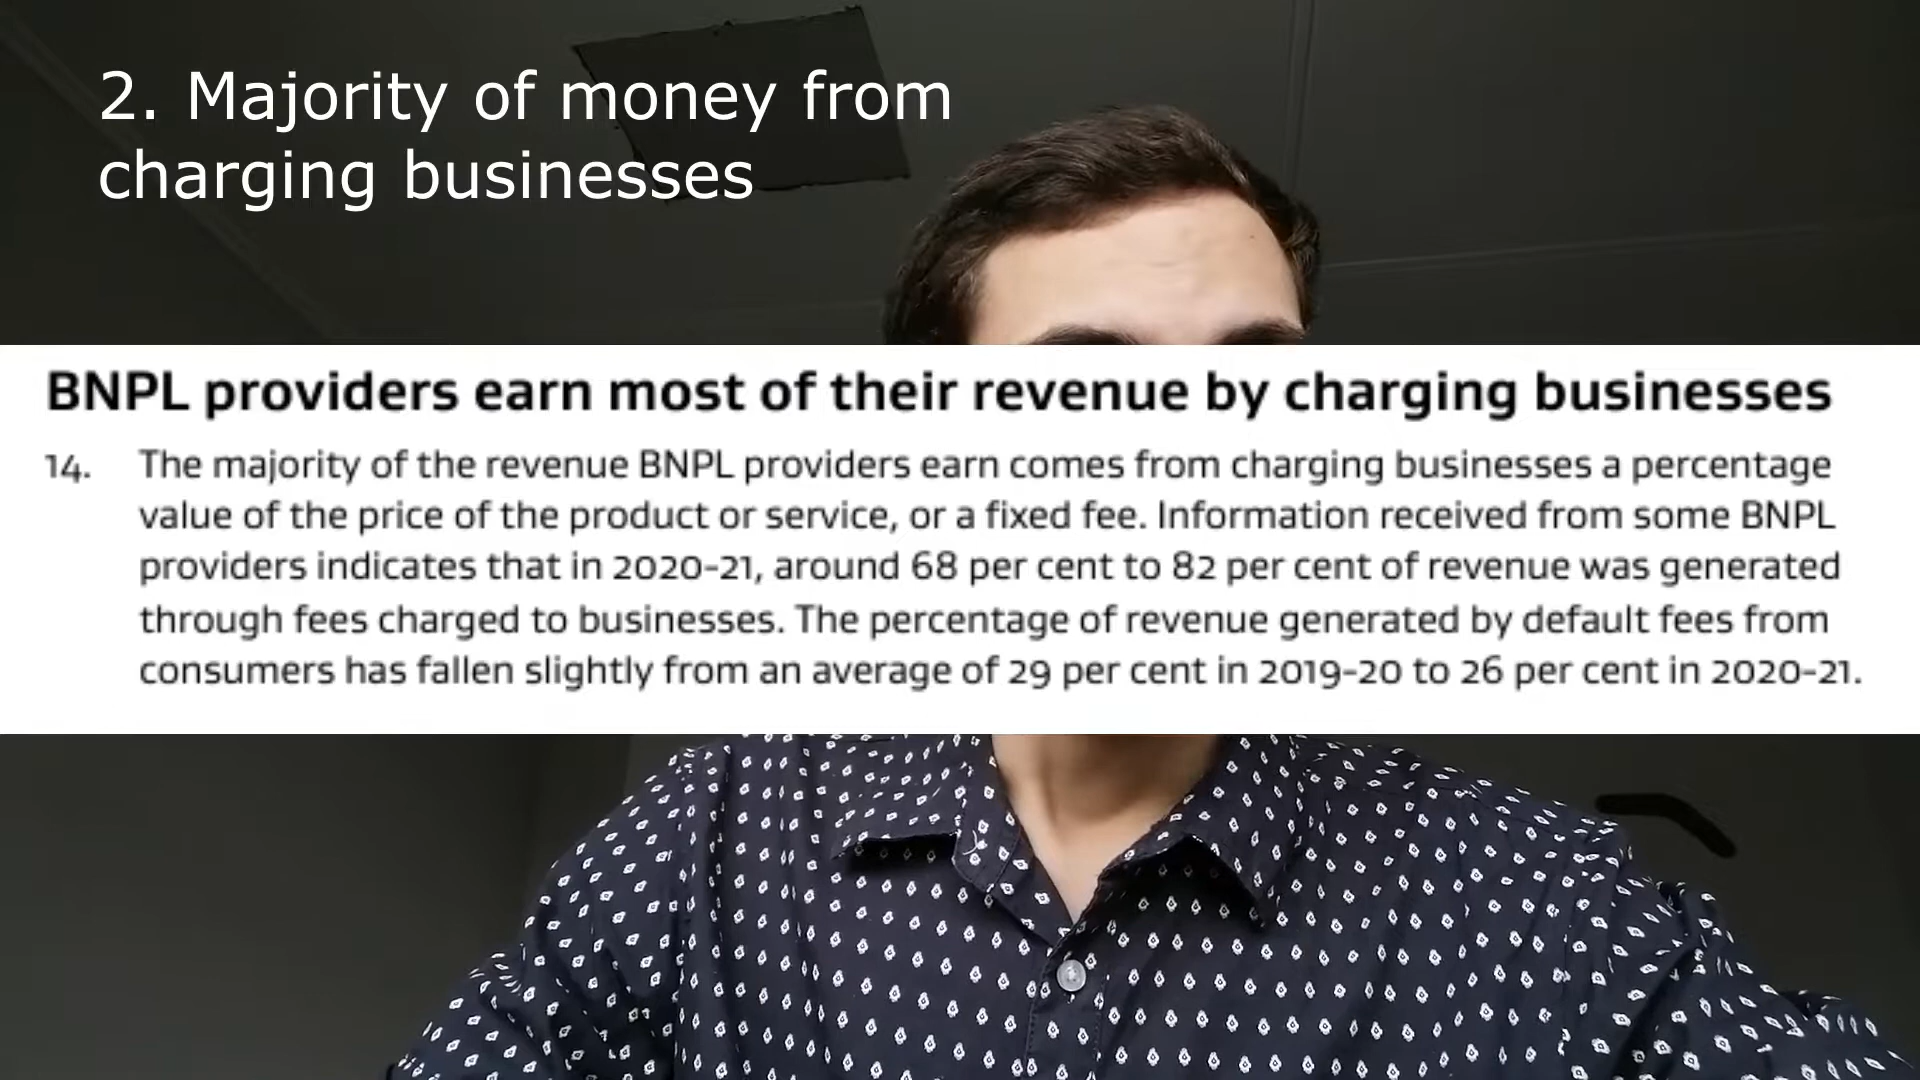 2. Majority of money from
charging businesses
BNPL providers earn most of their revenue by charging businesses
14. The majority of the revenue BNPL providers earn comes from charging businesses a percentage
value of the price of the product or service, or a fixed fee. Information received from some BNPL
providers indicates that in 2020-21, around 68 per cent to 82 per cent of revenue was generated
through fees charged to businesses. The percentage of revenue generated by default fees from
consumers has fallen slightly from an average of 29 per cent in 2019-20 to 26 per cent in 2020-21.